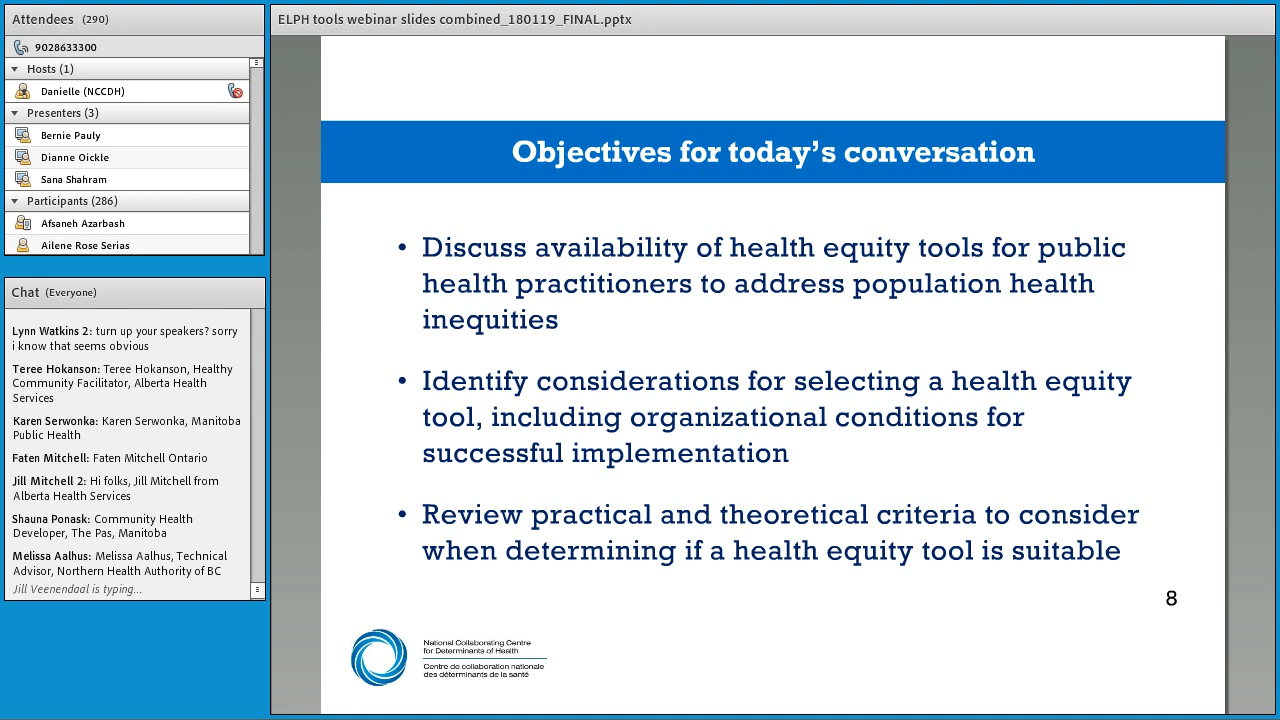 Attendees (290)
9028633300
Hosts (1)
Danielle (NCCDH)
Presenters (3)
Bernie Pauly
Dianne Oickle
Sana Shahram
Participants (286)
Afsaneh Azarbash
Ailene Rose Serias
Chat (Everyone)
Lynn Watkins 2: turn up your speakers? sorry
i know that seems obvious
Teree Hokanson: Teree Hokanson, Healthy
Community Facilitator, Alberta Health
Services
Karen Serwonka: Karen Serwonka, Manitoba
Public Health
Faten Mitchell: Faten Mitchell Ontario
Jill Mitchell 2: Hi folks, Jill Mitchell from
Alberta Health Services
Shauna Ponask: Community Health
Developer, The Pas, Manitoba
Melissa Aalhus: Melissa Aalhus, Technical
Advisor, Northern Health Authority of BC
Jill Veenendaal is typing...
ELPH tools webinar slides combined_180119_FINAL.pptx
Objectives for today’s conversation
• Discuss availability of health equity tools for public
health practitioners to address population health
inequities
• Identify considerations for selecting a health equity
tool, including organizational conditions for
successful implementation
• Review practical and theoretical criteria to consider
when determining if a health equity tool is suitable
8
National Collaborating Centre
for Determinants of Health
Centre de collaboration nationale
des déterminants de la santé